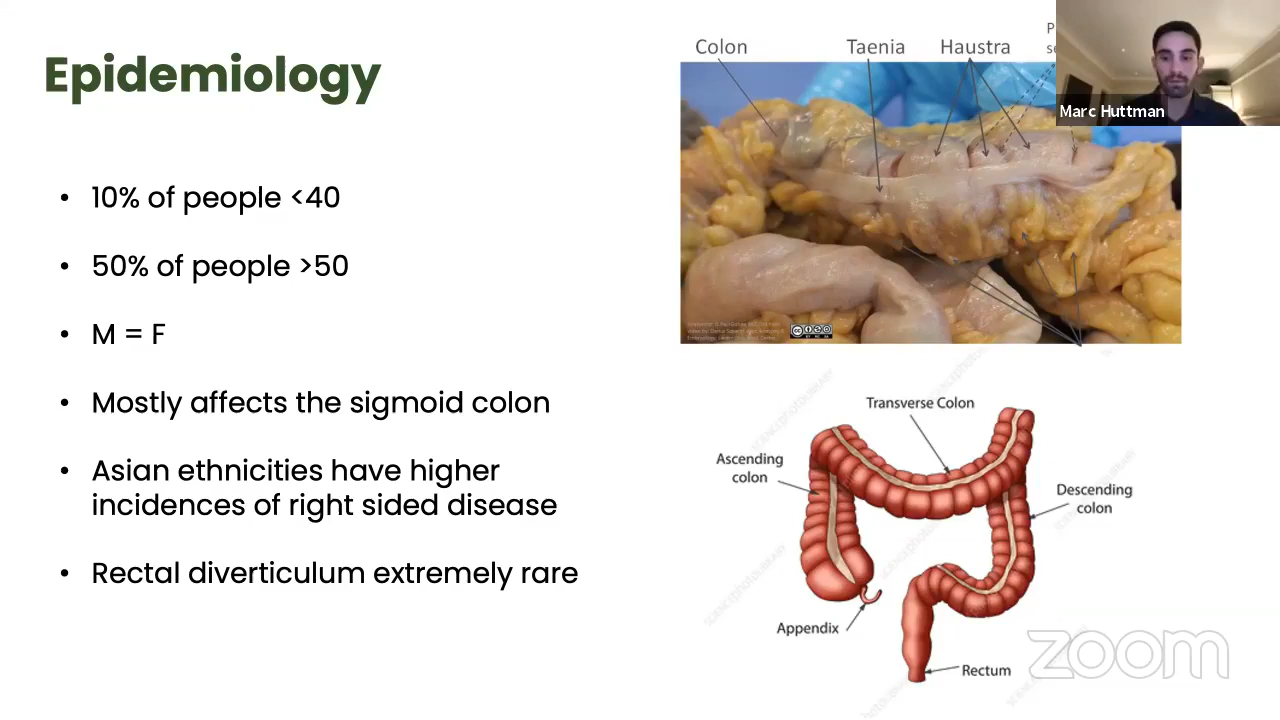 Epidemiology
• 10% of people <40
• 50% of people >50
• M = F
• Mostly affects the sigmoid colon
• Asian ethnicities have higher
incidences of right sided disease
• Rectal diverticulum extremely rare
Colon
Taenia
Haustra
Marc Huttman
Transverse Colon
Ascending
colon
Descending
colon
Appendix
Rectum
zoom